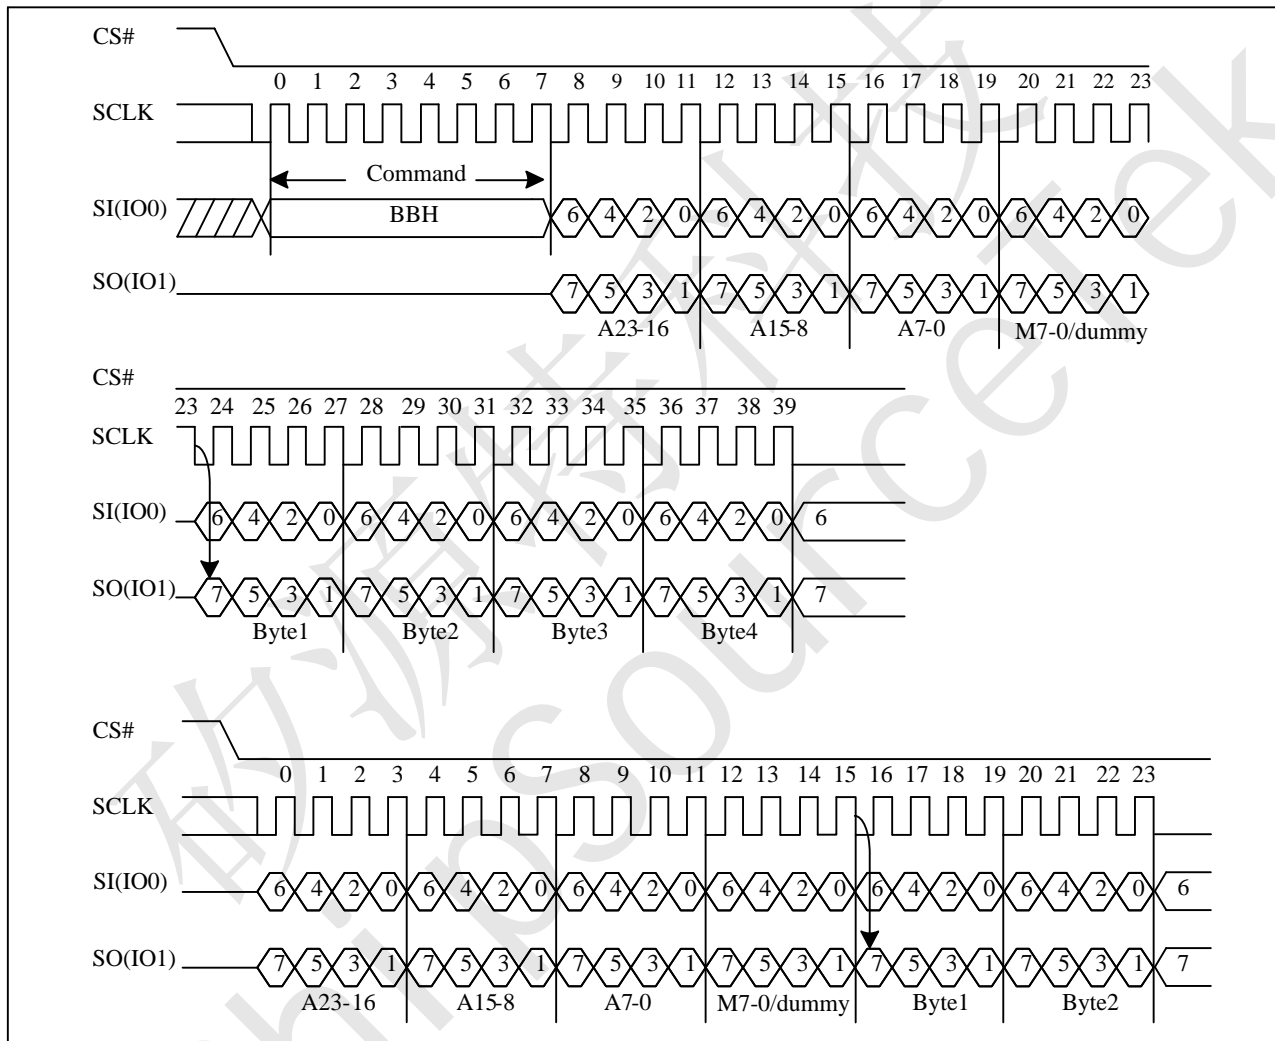 CS#
0 1 2 3 4 5 6 7 8 9 10 11 12 13 14 15 16 17 18 19 20 21 22 23
SCLK
Command
SI(IO0) BBH 6 4 2 0 6 4 2 0 6 4 2 0 6 4 2 0
SO(IO1) 7 5 3 1 7 5 3 1 7 5 3 1 7 5 3 1
A23-16 A15-8 A7-0 M7-0/dummy
CS#
23 24 25 26 27 28 29 30 31 32 33 34 35 36 37 38 39
SCLK
SI(IO0) 6 4 2 0 6 4 2 0 6 4 2 0 6 4 2 0 6
SO(IO1) 7 5 3 1 7 5 3 1 7 5 3 1 7 5 3 1 7
Byte1 Byte2 Byte3 Byte4
CS#
0 1 2 3 4 5 6 7 8 9 10 11 12 13 14 15 16 17 18 19 20 21 22 23
SCLK
SI(IO0) 6 4 2 0 6 4 2 0 6 4 2 0 6 4 2 0 6 4 2 0 6 4 2 0 6
SO(IO1) 7 5 3 1 7 5 3 1 7 5 3 1 7 5 3 1 7 5 3 1 7 5 3 1 7
A23-16 A15-8 A7-0 M7-0/dummy Byte1 Byte2
矽源特科技
hipSourceTek